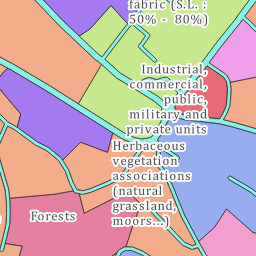 fabric (S.L. :
50% - 80%)
Industrial,
commercial,
public,
military and
private units
Herbaceous
vegetation
associations
(natural
grassland,
moors...)
Forests